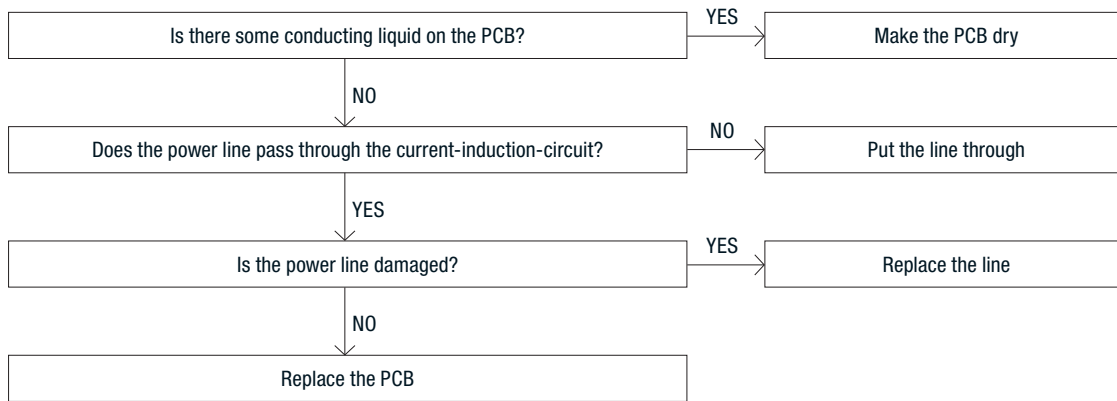 Is there some conducting liquid on the PCB?
YES
Make the PCB dry
NO
Does the power line pass through the current-induction-circuit?
NO
Put the line through
YES
Is the power line damaged?
YES
Replace the line
NO
Replace the PCB